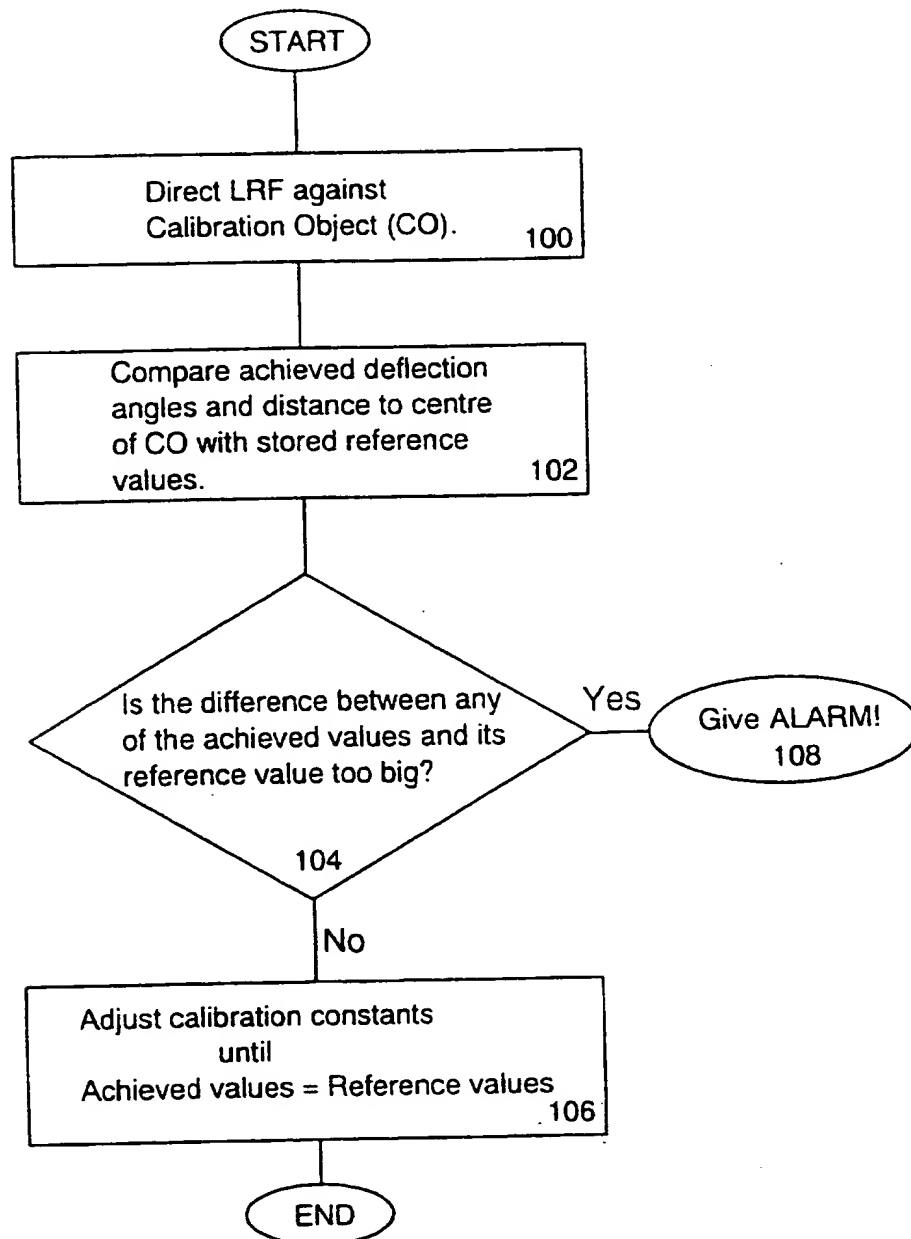 START
Direct LRF against
Calibration Object (CO).
100
Compare achieved deflection
angles and distance to centre
of CO with stored reference
values.
102
Is the difference between any
of the achieved values and its
reference value too big?
104
Yes
Give ALARM!
108
No
Adjust calibration constants
until
Achieved values = Reference values
106
END